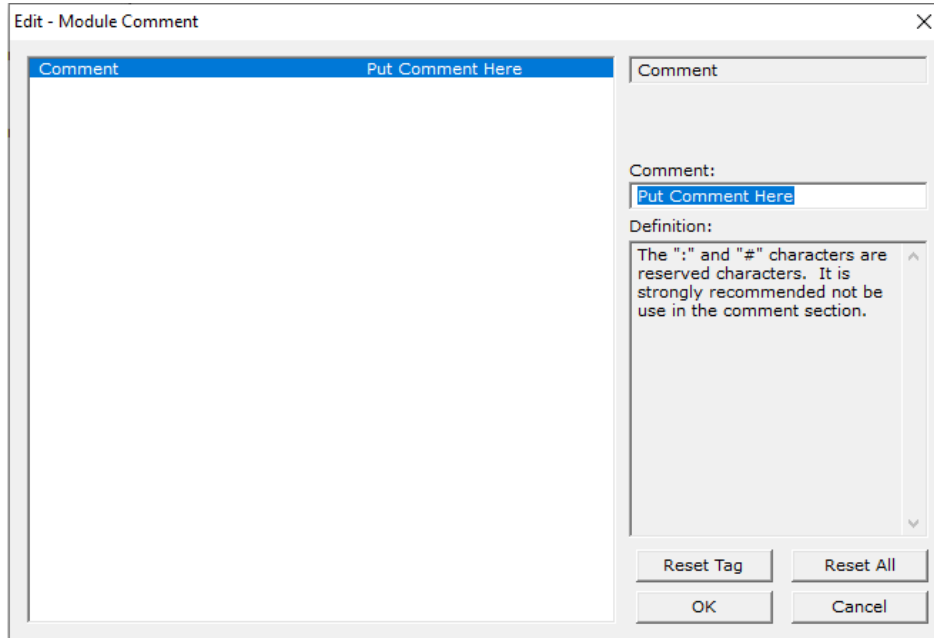 Edit - Module Comment
Comment Put Comment Here
Comment
Comment:
Put Comment Here
Definition:
The ":" and "#" characters are
reserved characters. It is
strongly recommended not be
use in the comment section.
Reset Tag Reset All
OK Cancel